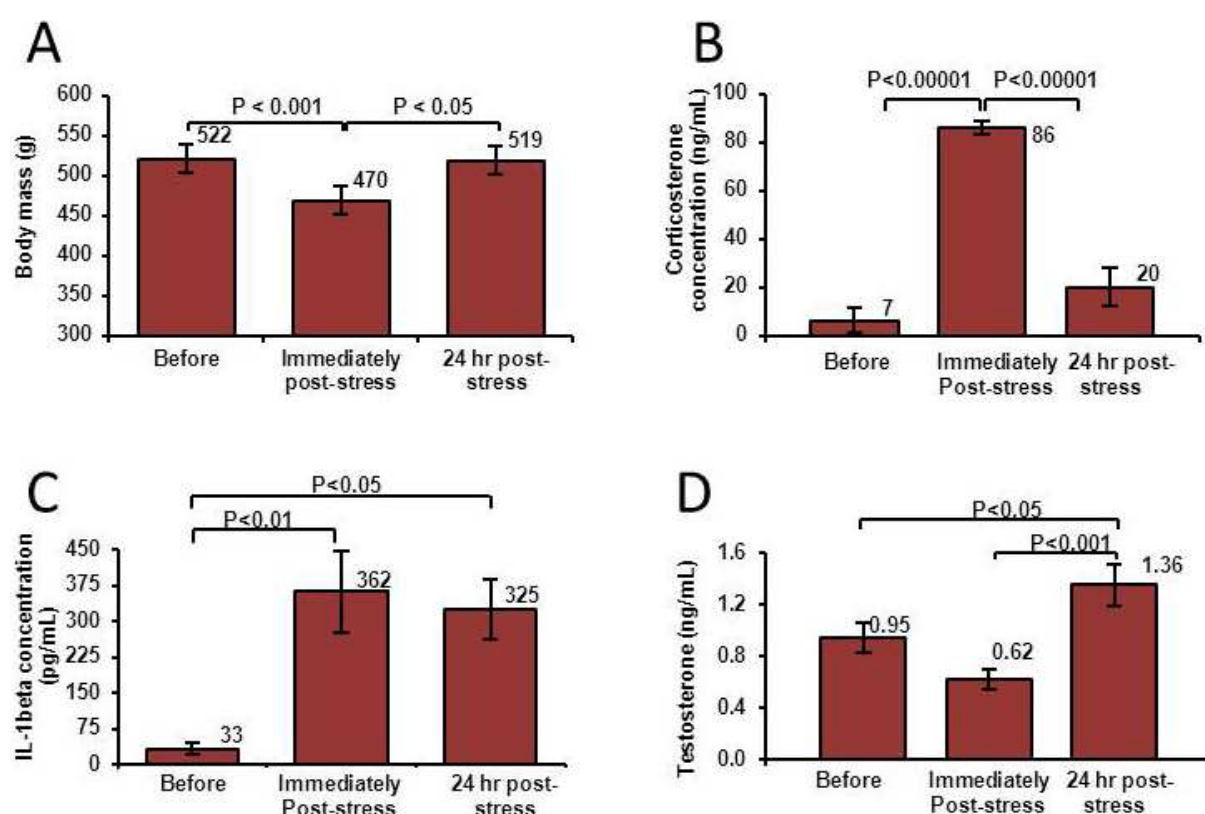 A
Body mass (g)
600
550
500
450
400
350
300
P < 0.001
P < 0.05
522
470
519
Before
Immediately
post-stress
24 hr post-
stress
B
Corticosterone
concentration (ng/mL)
100
80
60
40
20
0
P<0.00001
P<0.00001
7
86
20
Before
Immediately
Post-stress
24 hr post-
stress
C
IL-1beta concentration
(pg/mL)
450
375
300
225
150
75
0
P<0.05
P<0.01
33
362
325
Before
Immediately
Post-stress
24 hr post-
stress
D
Testosterone (ng/mL)
1.6
1.2
0.8
0.4
0.0
P<0.05
P<0.001
0.95
0.62
1.36
Before
Immediately
Post-stress
24 hr post-
stress